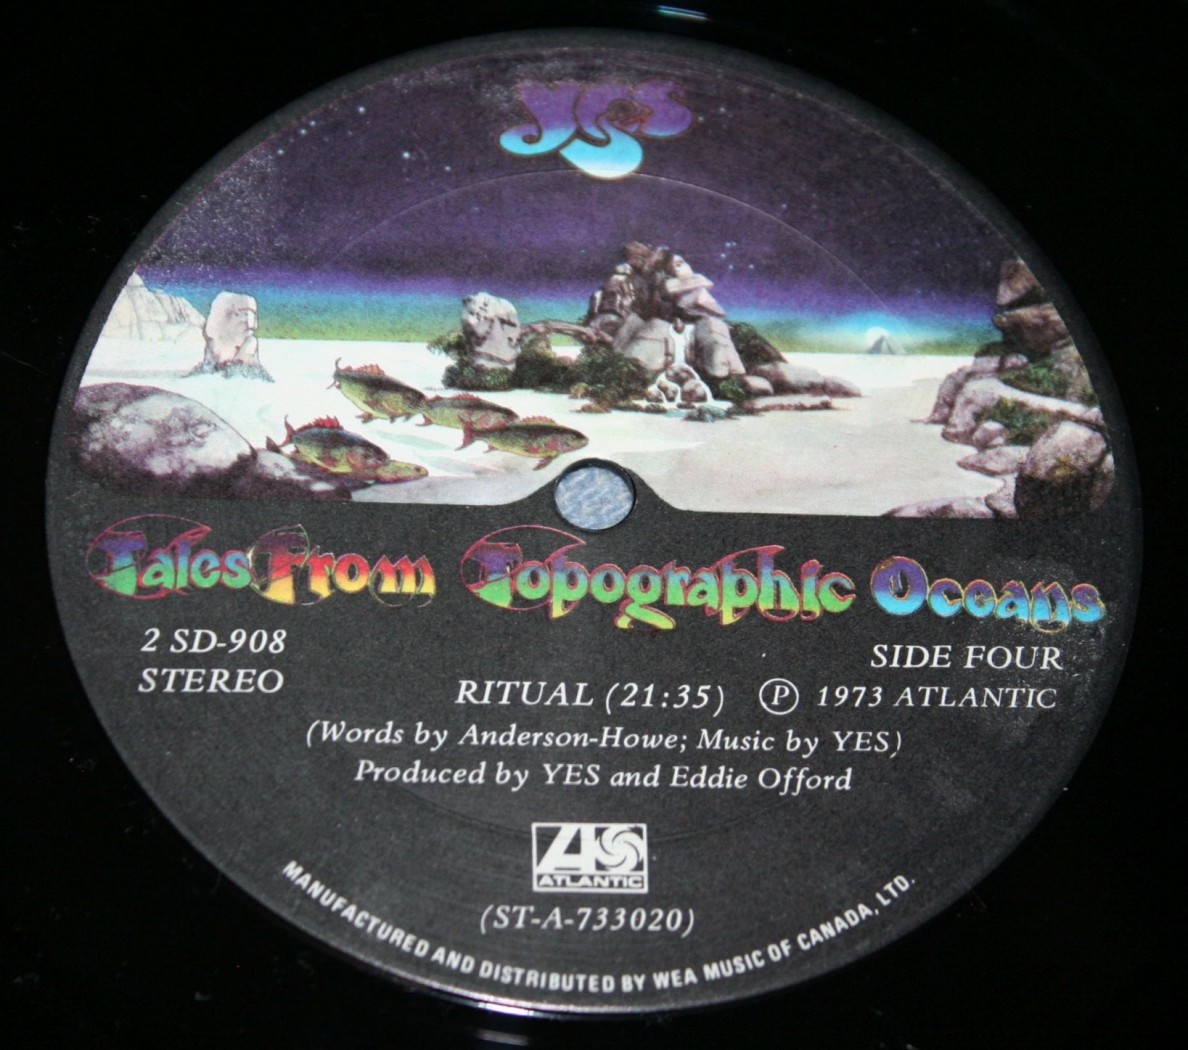 YES
Tales From Topographic Oceans
2 SD-908
SIDE FOUR
STEREO
RITUAL (21:35) Ⓟ 1973 ATLANTIC
(Words by Anderson-Howe; Music by YES)
Produced by YES and Eddie Offord
ATLANTIC
(ST-A-733020)
MANUFACTURED AND DISTRIBUTED BY WEA MUSIC OF CANADA, LTD.